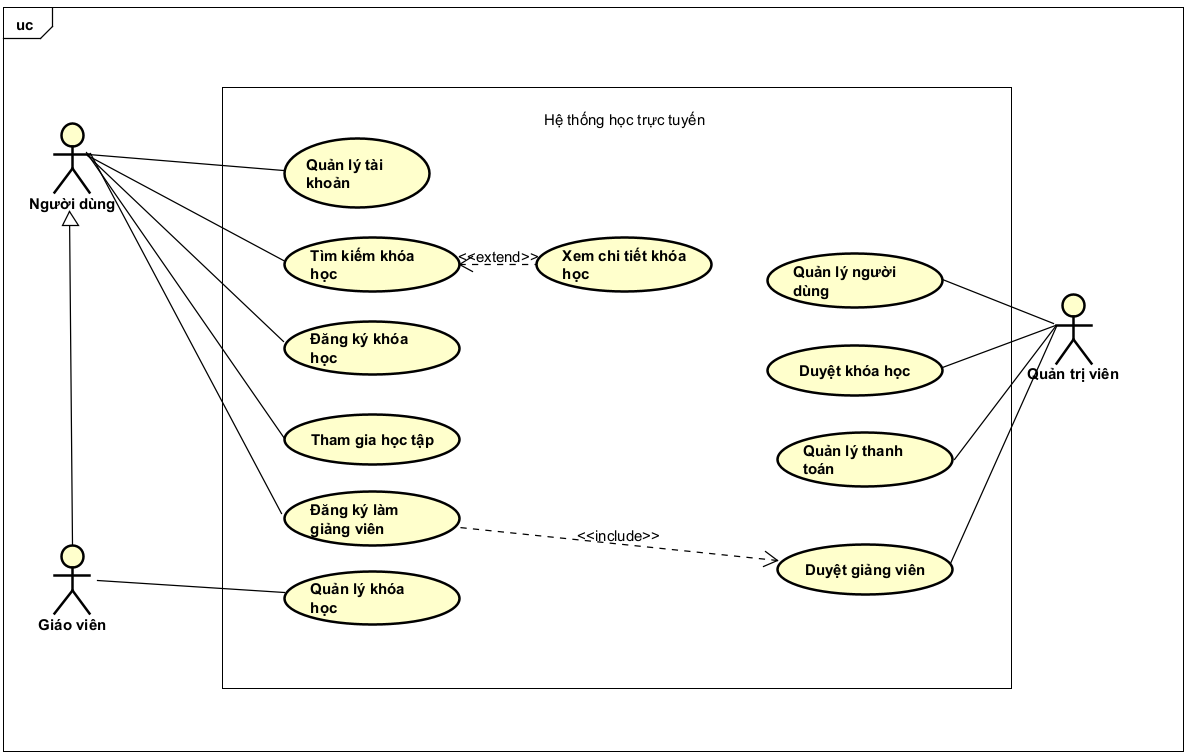 uc
Hệ thống học trực tuyến
Người dùng
Quản lý tài
khoản
Tìm kiếm khóa
học
<<extend>>
Xem chi tiết khóa
học
Đăng ký khóa
học
Tham gia học tập
Đăng ký làm
giảng viên
<<include>>
Quản lý khóa
học
Giáo viên
Quản lý người
dùng
Duyệt khóa học
Quản trị viên
Quản lý thanh
toán
Duyệt giảng viên